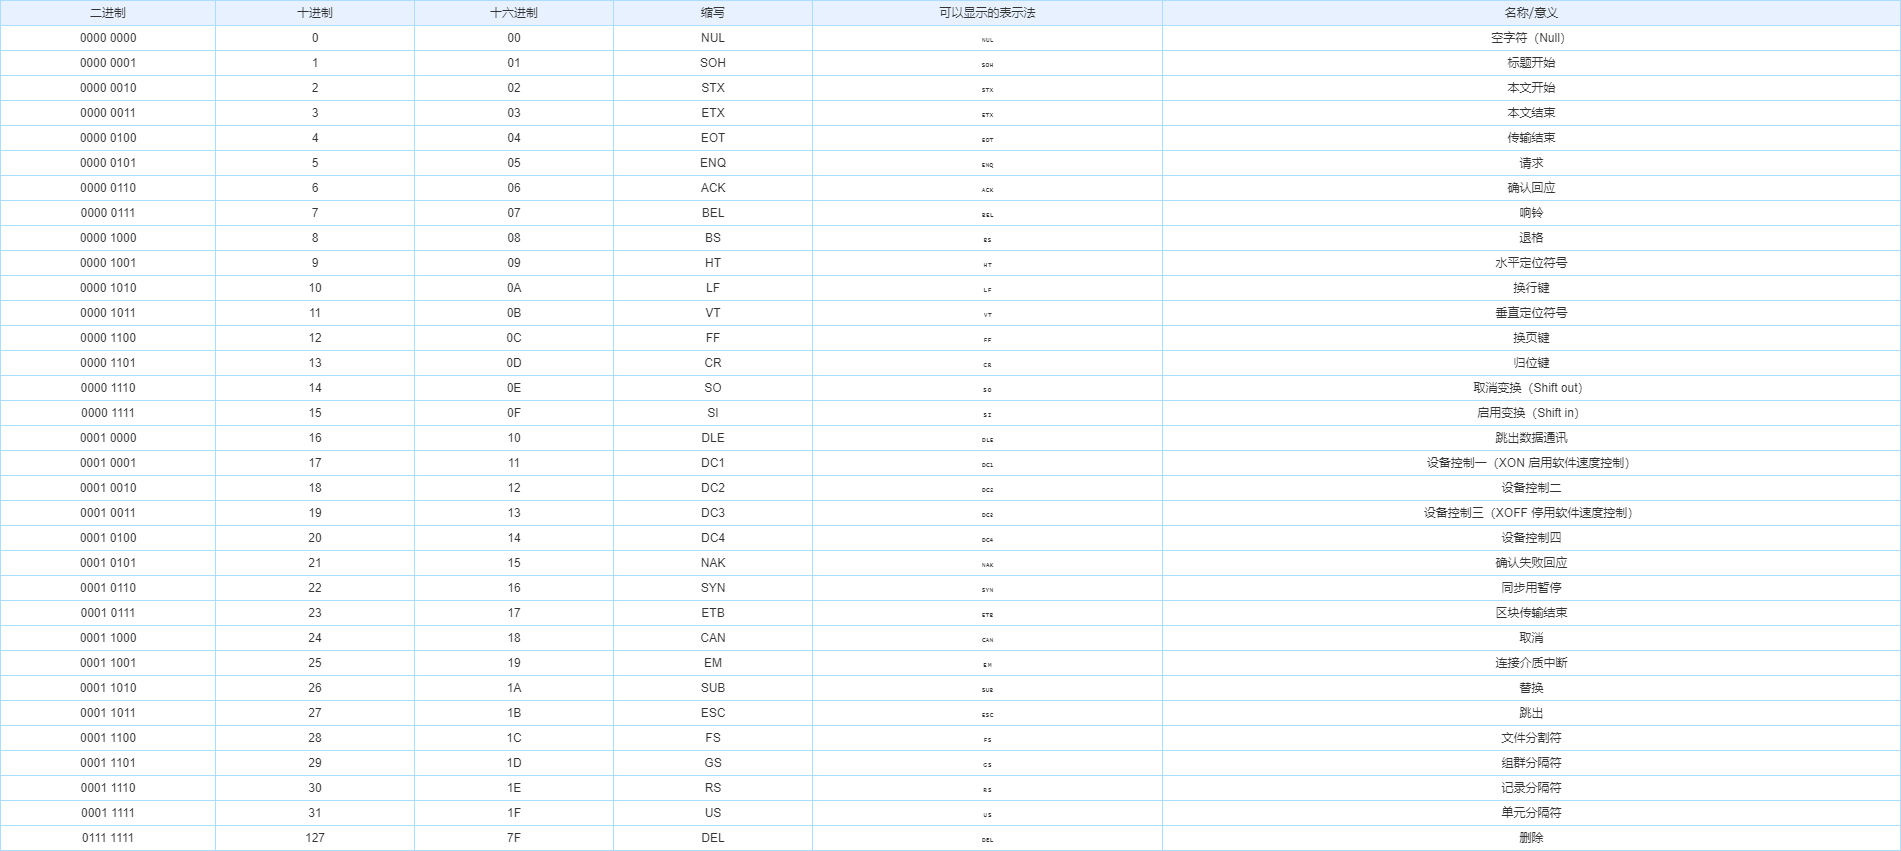 二进制 十进制 十六进制 缩写 可以显示的表示法 名称/意义
0000 0000 0 00 NUL NUL 空字符（Null）
0000 0001 1 01 SOH SOH 标题开始
0000 0010 2 02 STX STX 本文开始
0000 0011 3 03 ETX ETX 本文结束
0000 0100 4 04 EOT EOT 传输结束
0000 0101 5 05 ENQ ENQ 请求
0000 0110 6 06 ACK ACK 确认回应
0000 0111 7 07 BEL BEL 响铃
0000 1000 8 08 BS BS 退格
0000 1001 9 09 HT HT 水平定位符号
0000 1010 10 0A LF LF 换行键
0000 1011 11 0B VT VT 垂直定位符号
0000 1100 12 0C FF FF 换页键
0000 1101 13 0D CR CR 归位键
0000 1110 14 0E SO SO 取消变换（Shift out）
0000 1111 15 0F SI SI 启用变换（Shift in）
0001 0000 16 10 DLE DLE 跳出数据通讯
0001 0001 17 11 DC1 DC1 设备控制一（XON 启用软件速度控制）
0001 0010 18 12 DC2 DC2 设备控制二
0001 0011 19 13 DC3 DC3 设备控制三（XOFF 停用软件速度控制）
0001 0100 20 14 DC4 DC4 设备控制四
0001 0101 21 15 NAK NAK 确认失败回应
0001 0110 22 16 SYN SYN 同步用暂停
0001 0111 23 17 ETB ETB 区块传输结束
0001 1000 24 18 CAN CAN 取消
0001 1001 25 19 EM EM 连接介质中断
0001 1010 26 1A SUB SUB 替换
0001 1011 27 1B ESC ESC 跳出
0001 1100 28 1C FS FS 文件分割符
0001 1101 29 1D GS GS 组群分隔符
0001 1110 30 1E RS RS 记录分隔符
0001 1111 31 1F US US 单元分隔符
0111 1111 127 7F DEL DEL 删除